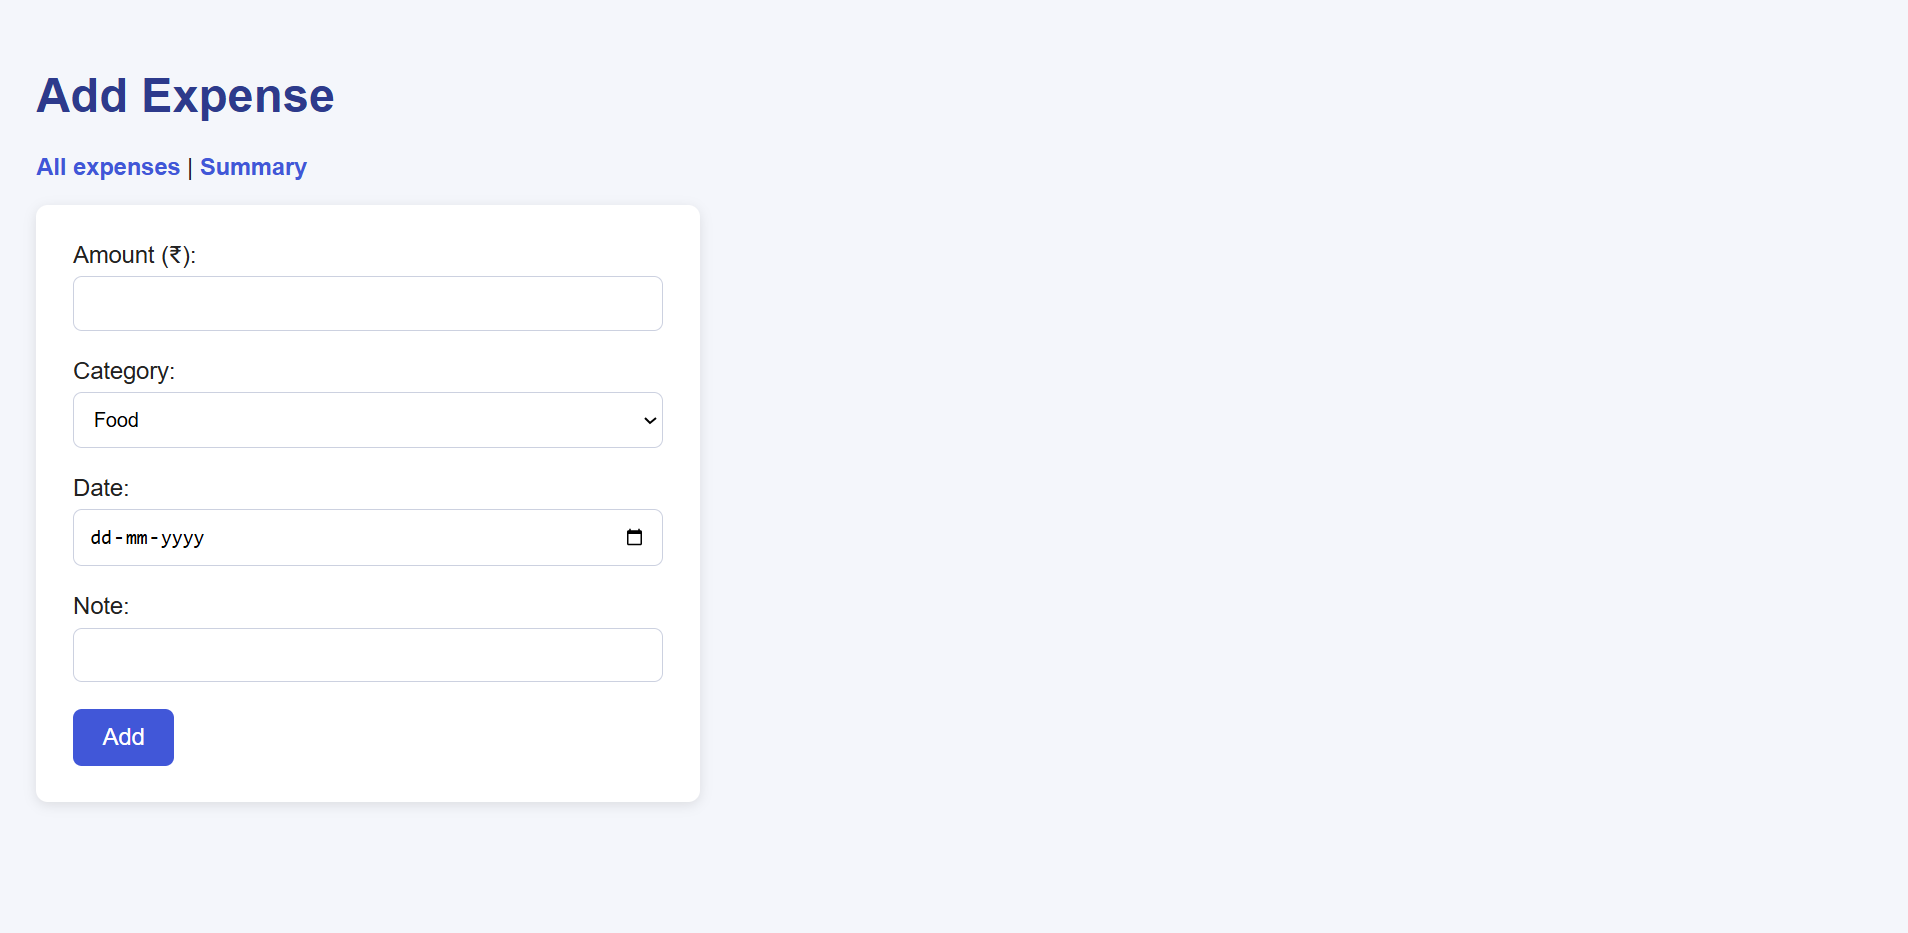 Add Expense
All expenses | Summary
Amount (₹):
Category:
Food
Date:
dd-mm-yyyy
Note:
Add